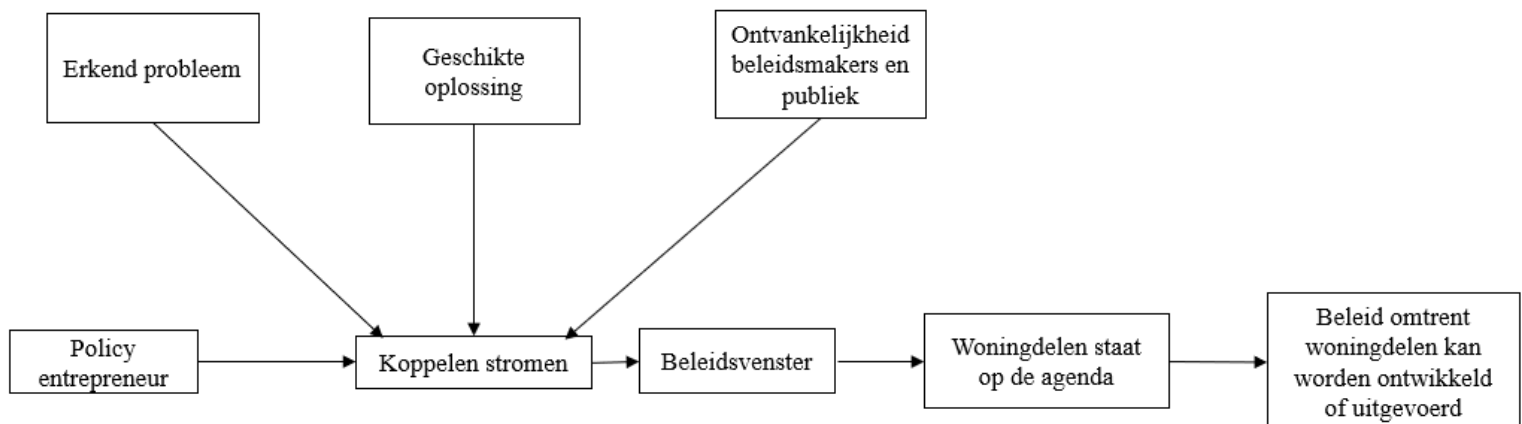 Erkend probleem
Geschikte
oplossing
Ontvankelijkheid
beleidsmakers en
publiek
Policy
entrepreneur
Koppelen stromen
Beleidsvenster
Woningdelen staat
op de agenda
Beleid omtrent
woningdelen kan
worden ontwikkeld
of uitgevoerd